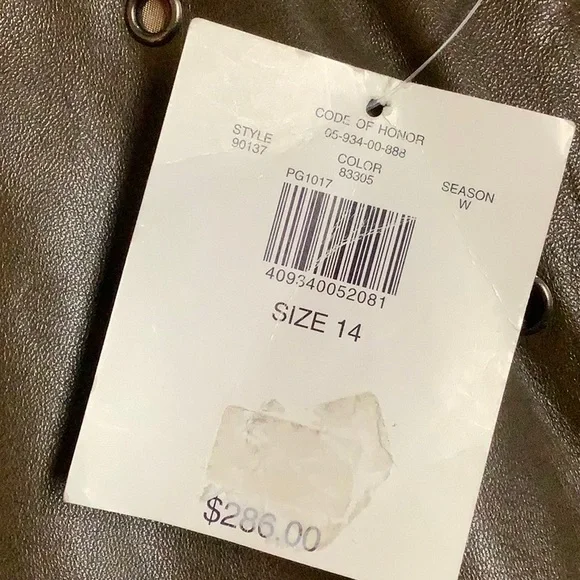 CODE OF HONOR
05-934-00-888
STYLE
90137
COLOR
83305
SEASON
W
PG1017
409340052081
SIZE 14
$286.00